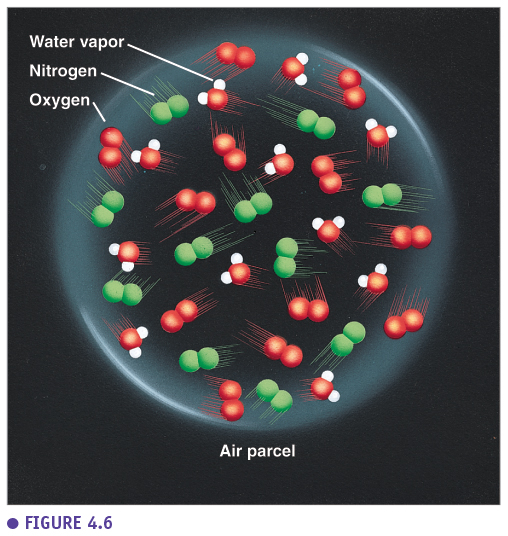 Water vapor
Nitrogen
Oxygen
Air parcel
● FIGURE 4.6